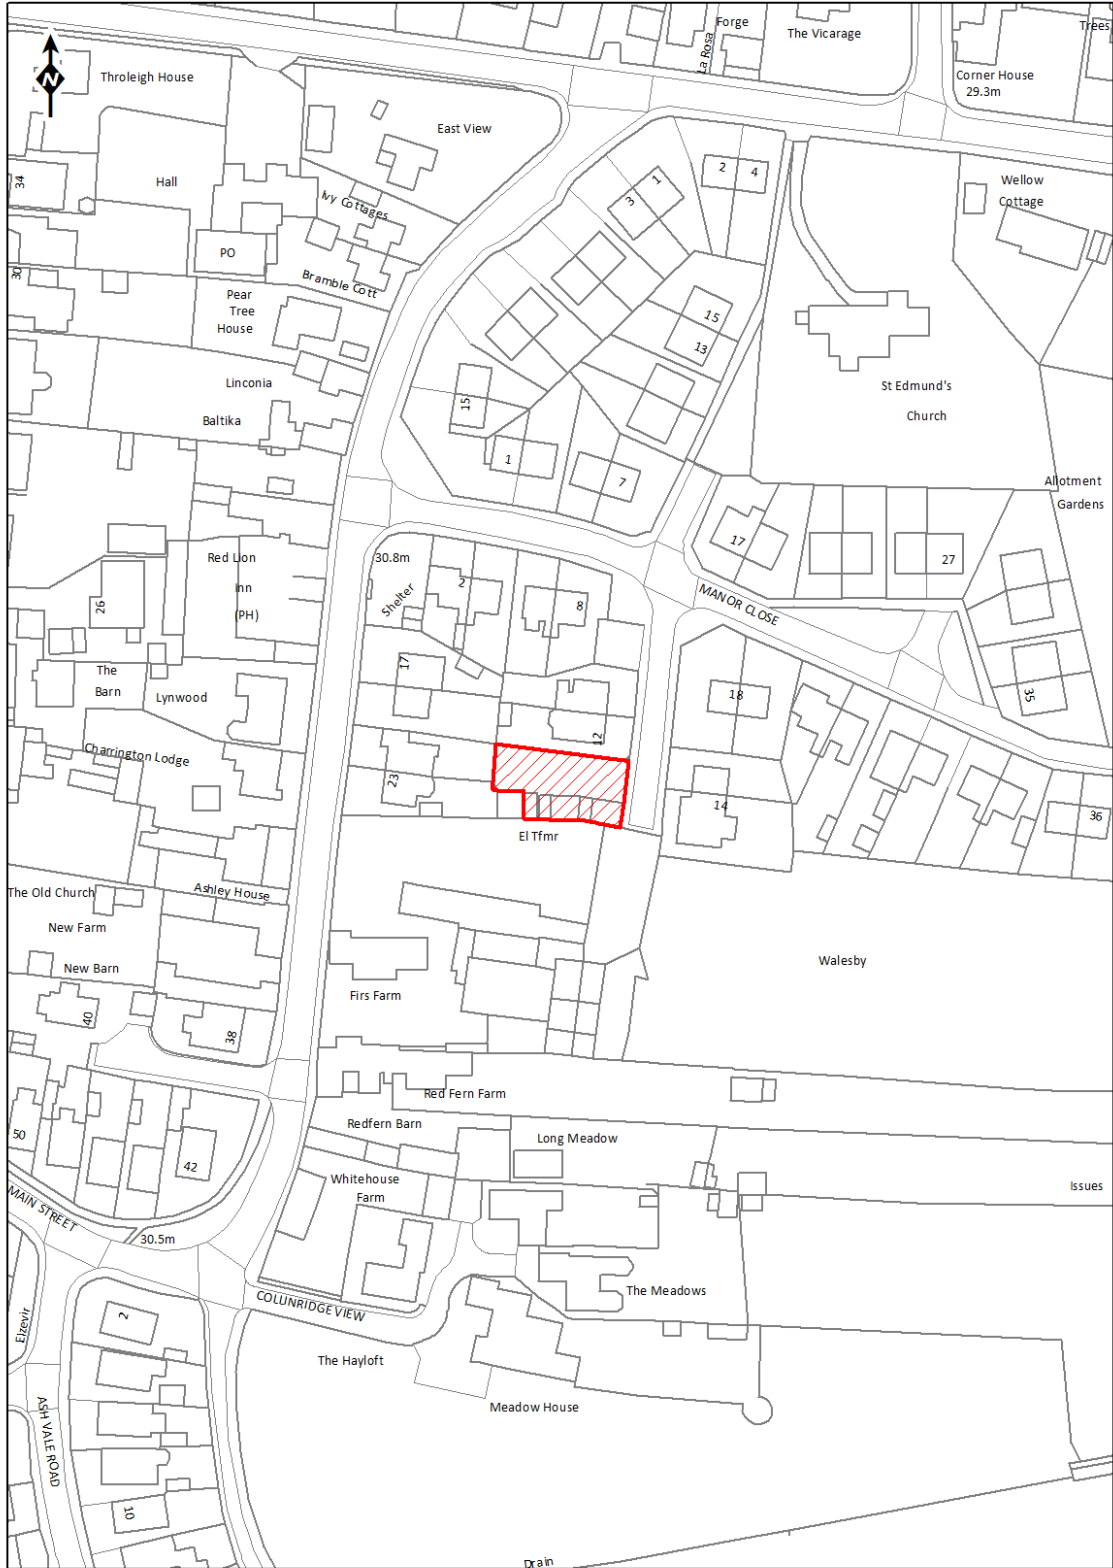 Forge
La Rosa
The Vicarage
Trees
N
Throleigh House
Corner House
29.3m
East View
34
Hall
2
4
1
3
Wellow
Cottage
Ivy Cottages
PO
30
Bramble Cott
Pear
Tree
House
15
13
Linconia
St Edmund's
Church
Baltika
15
1
7
Allotment
Gardens
17
27
Red Lion
Inn
(PH)
30.8m
Shelter
2
8
26
MANOR CLOSE
The
Barn
Lynwood
17
18
35
12
Charrington Lodge
23
14
36
El Tfmr
The Old Church
Ashley House
New Farm
New Barn
Walesby
Firs Farm
40
38
Red Fern Farm
Redfern Barn
50
42
Long Meadow
Whitehouse
Farm
Issues
MAIN STREET
30.5m
COLUNRIDGE VIEW
The Meadows
Elzevir
2
The Hayloft
Meadow House
ASH VALE ROAD
10
Drain